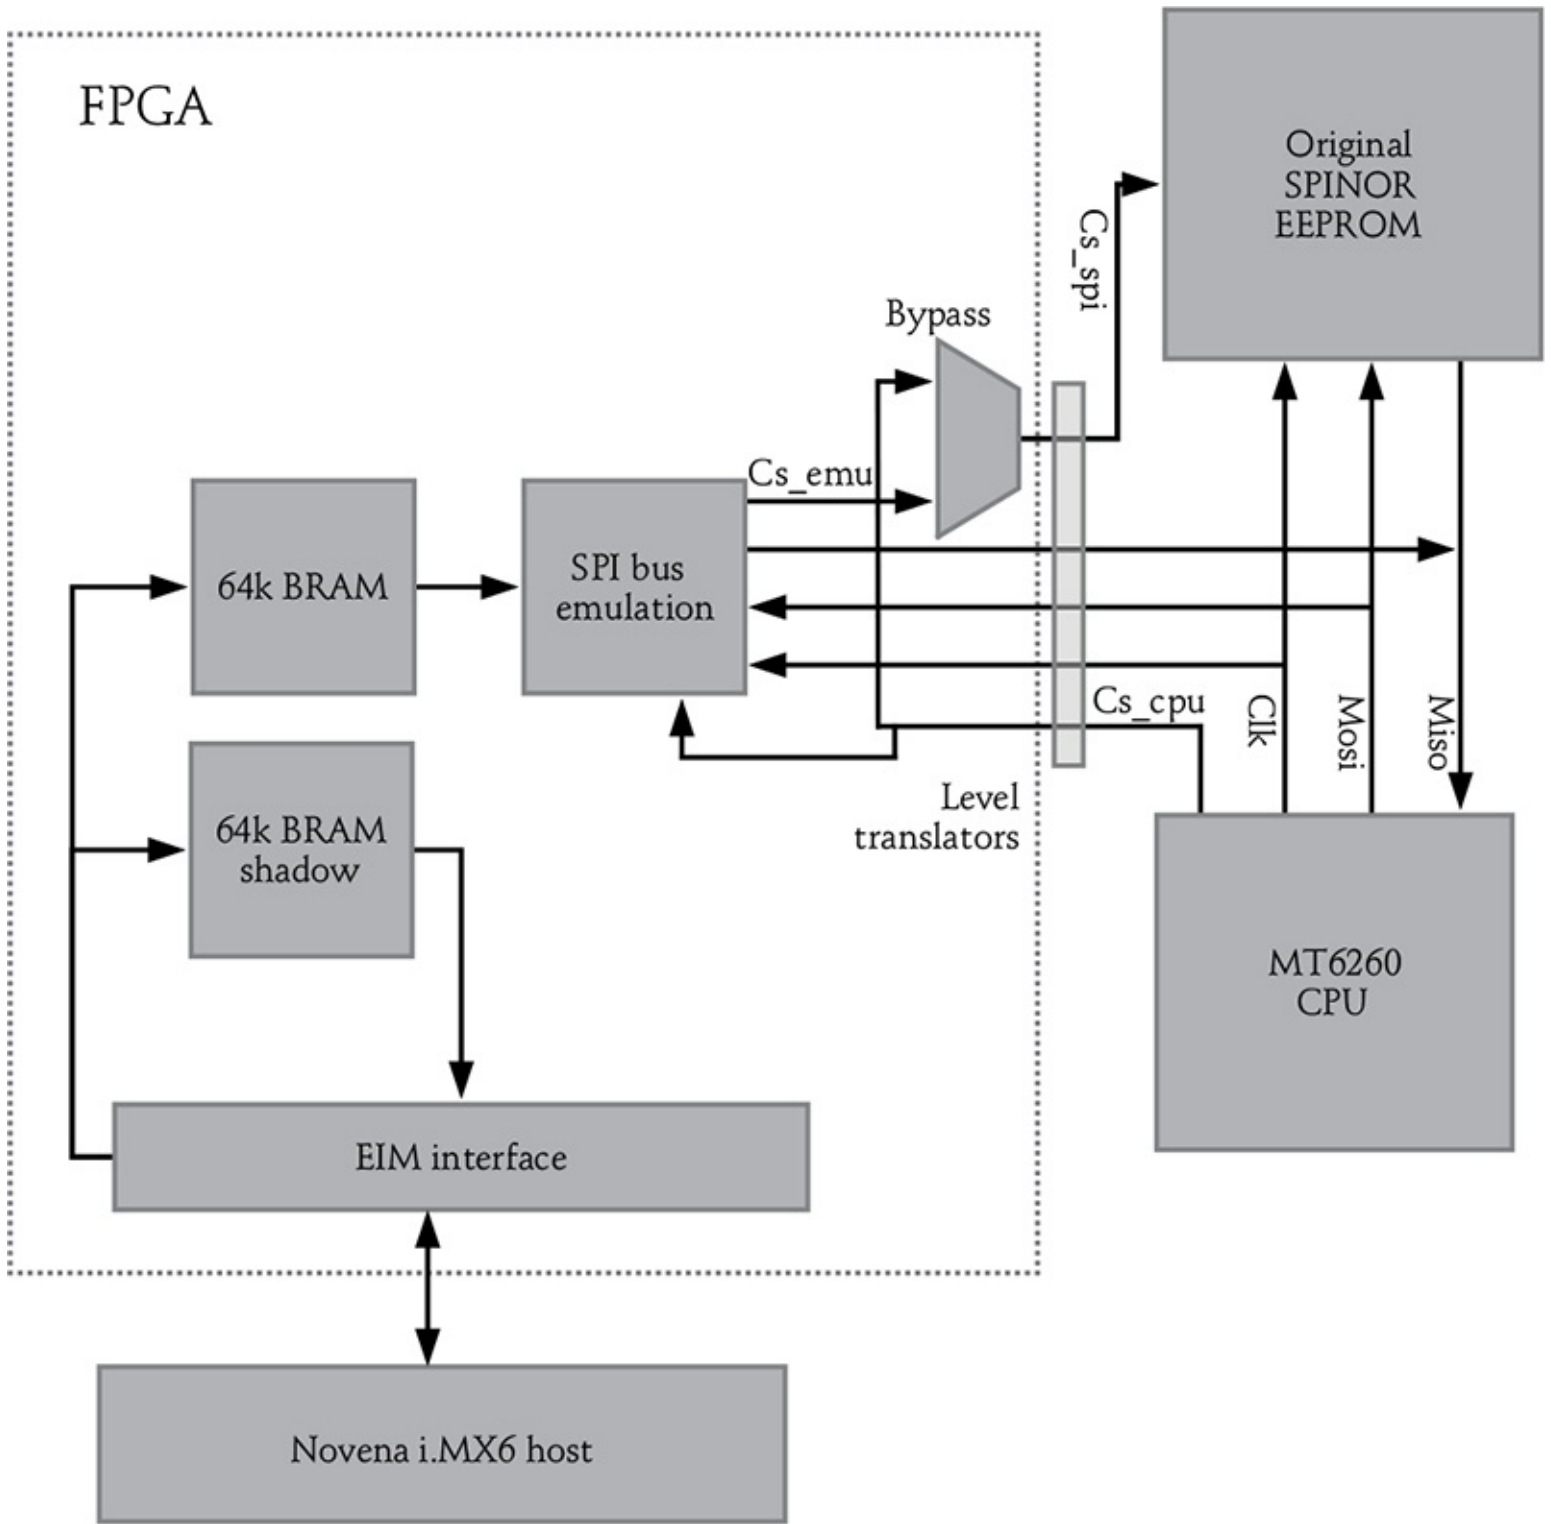 FPGA
Original
SPINOR
EEPROM
Cs_spi
Bypass
Cs_emu
64k BRAM
SPI bus
emulation
Cs_cpu
Clk
Mosi
Miso
Level
translators
64k BRAM
shadow
MT6260
CPU
EIM interface
Novena i.MX6 host